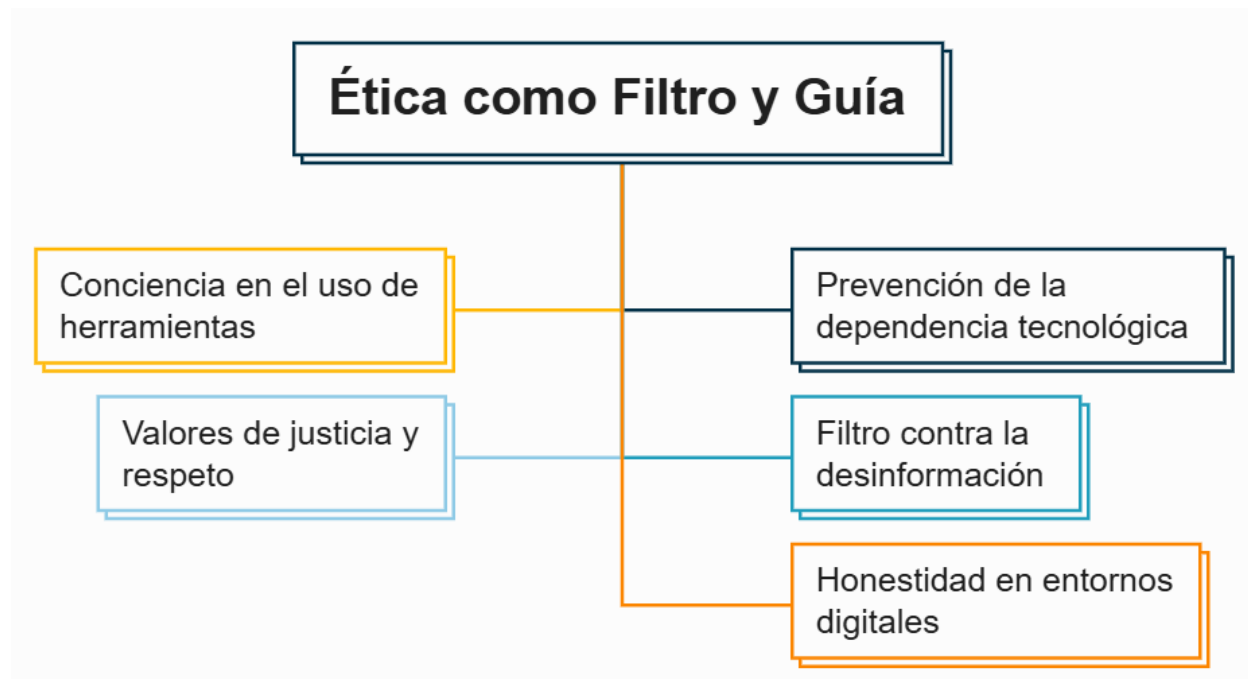 Ética como Filtro y Guía
Conciencia en el uso de
herramientas
Prevención de la
dependencia tecnológica
Valores de justicia y
respeto
Filtro contra la
desinformación
Honestidad en entornos
digitales